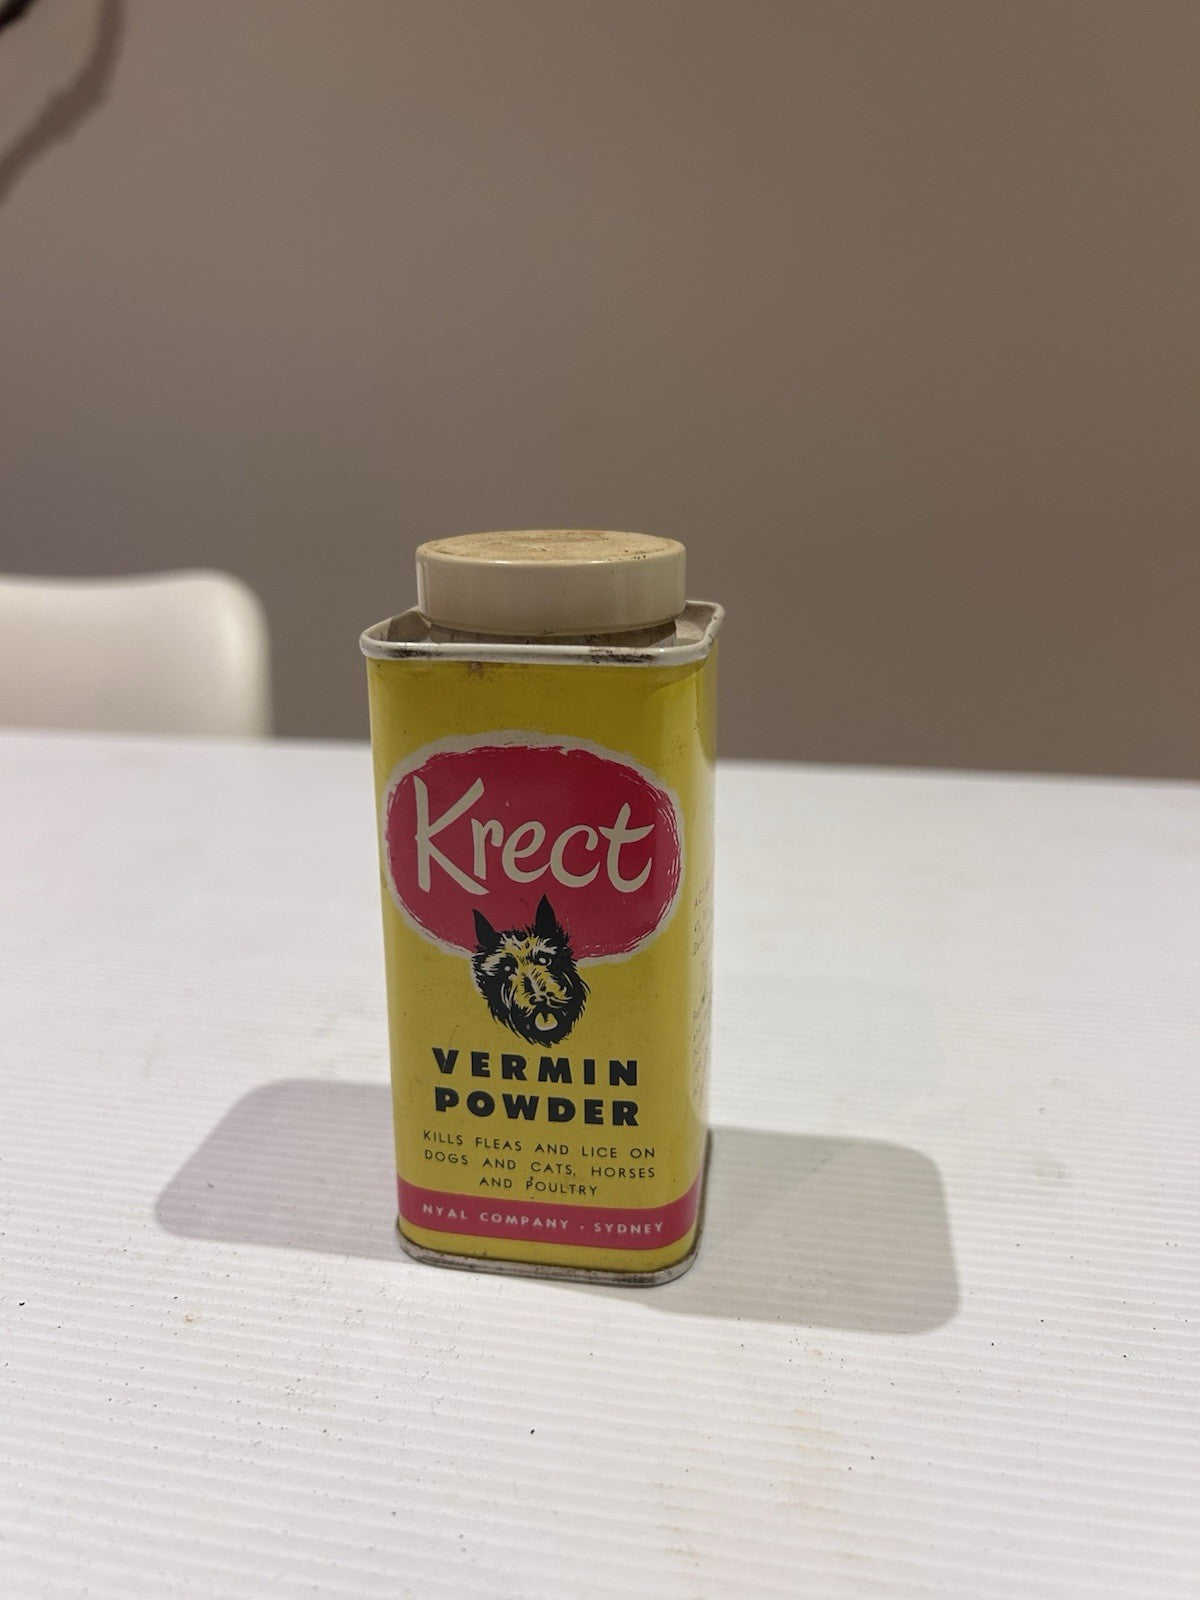 Krect
VERMIN
POWDER
KILLS FLEAS AND LICE ON
DOGS AND CATS, HORSES
AND POULTRY
NYAL COMPANY · SYDNEY